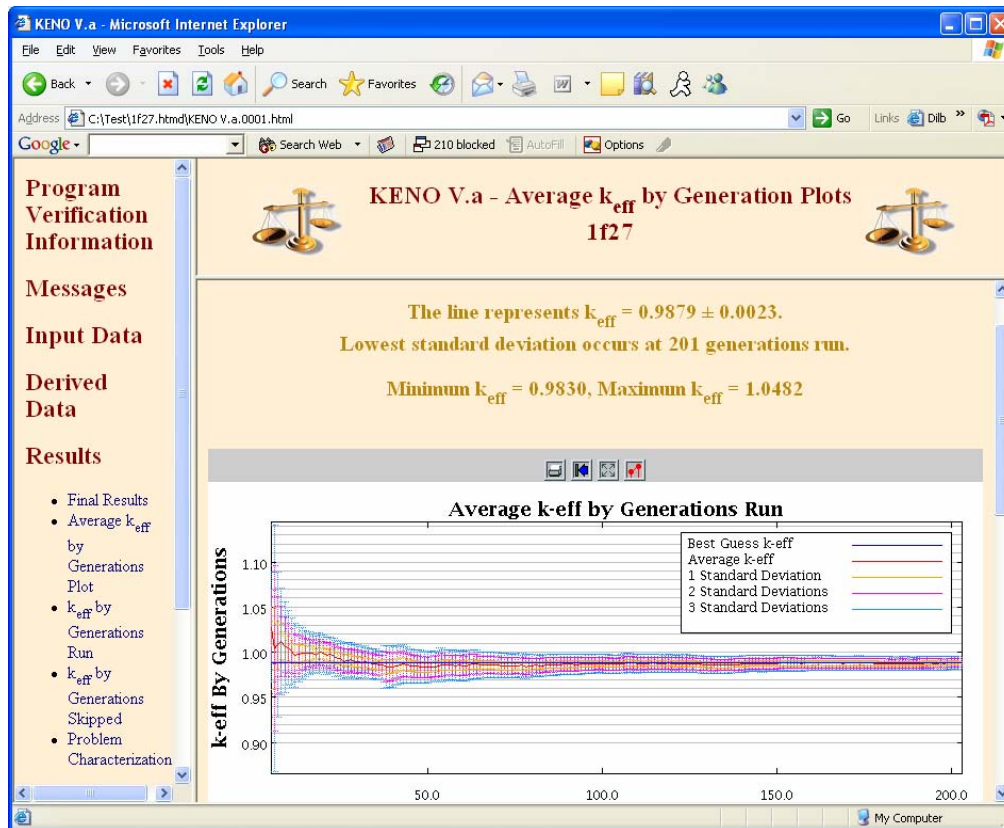 KENO V.a - Microsoft Internet Explorer
File Edit View Favorites Tools Help
Back Search Favorites
Address C:\Test\1f27.htmd\KENO V.a.0001.html Go Links Dilb »
Google Search Web 210 blocked AutoFill Options
Program
Verification
Information
Messages
Input Data
Derived
Data
Results
• Final Results
• Average keff
by
Generations
Plot
• keff by
Generations
Run
• keff by
Generations
Skipped
• Problem
Characterization
KENO V.a - Average keff by Generation Plots
1f27
The line represents keff = 0.9879 ± 0.0023.
Lowest standard deviation occurs at 201 generations run.
Minimum keff = 0.9830, Maximum keff = 1.0482
Average k-eff by Generations Run
k-eff By Generations
1.10
1.05
1.00
0.95
0.90
Best Guess k-eff
Average k-eff
1 Standard Deviation
2 Standard Deviations
3 Standard Deviations
50.0 100.0 150.0 200.0
My Computer